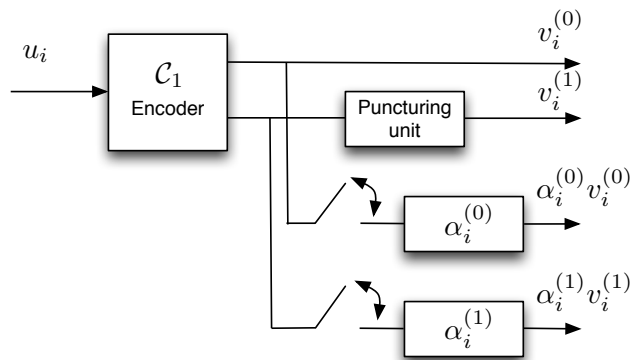 u_i
C_1
Encoder
v_i^{(0)}
v_i^{(1)}
Puncturing
unit
α_i^{(0)}
α_i^{(0)} v_i^{(0)}
α_i^{(1)}
α_i^{(1)} v_i^{(1)}